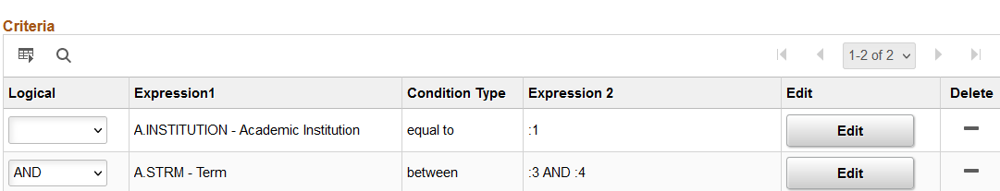 Criteria
1-2 of 2
Logical Expression1 Condition Type Expression 2 Edit Delete
A.INSTITUTION - Academic Institution equal to :1 Edit
AND A.STRM - Term between :3 AND :4 Edit